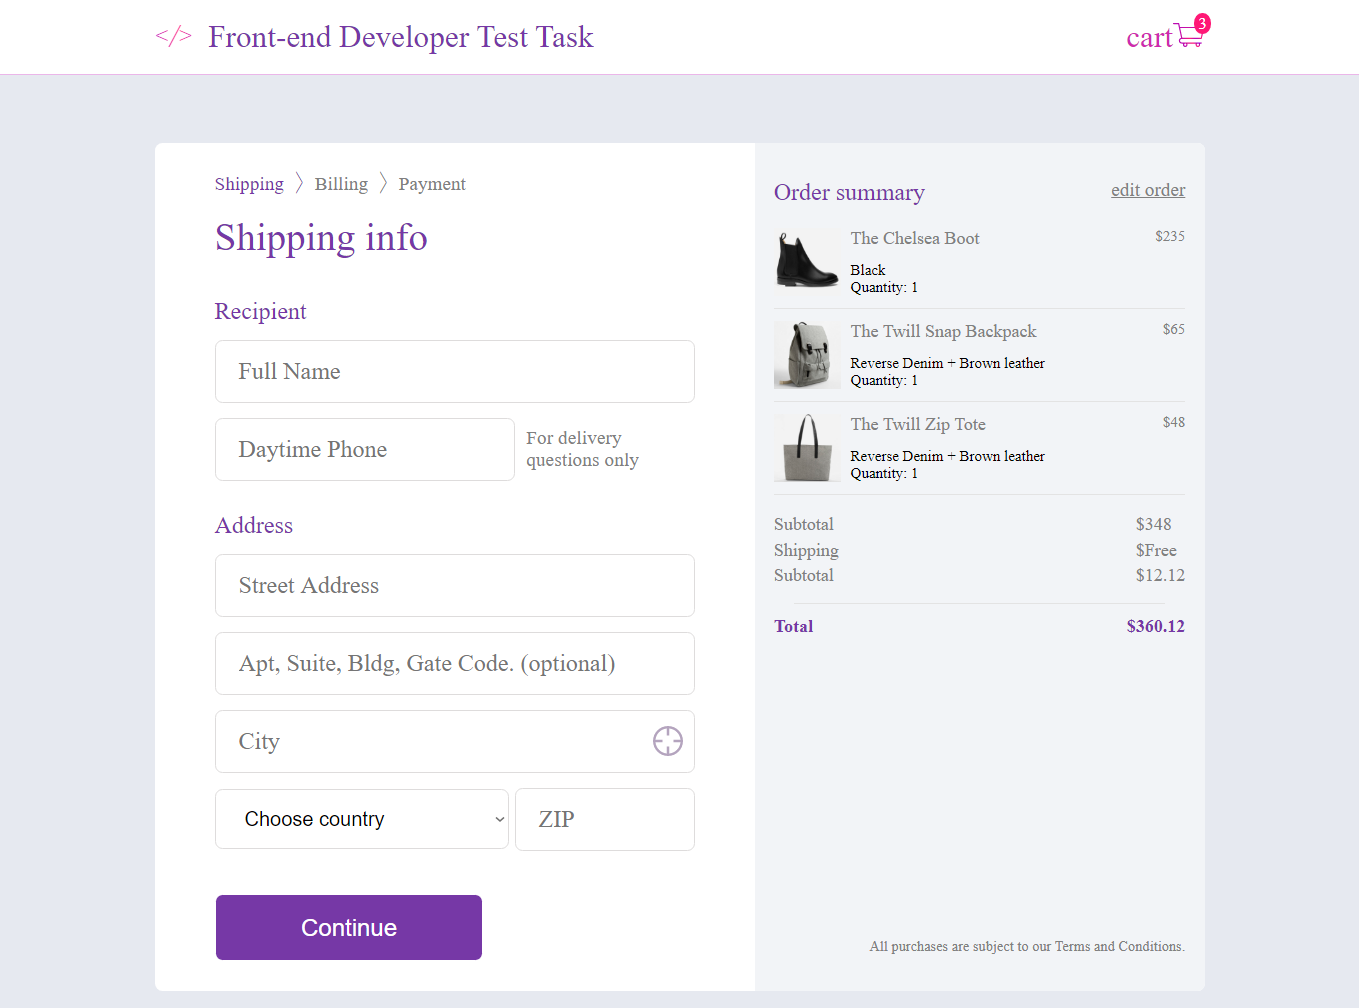 </> Front-end Developer Test Task
cart 3
Shipping Billing Payment
Shipping info
Recipient
Full Name
Daytime Phone
For delivery
questions only
Address
Street Address
Apt, Suite, Bldg, Gate Code. (optional)
City
Choose country
ZIP
Continue
Order summary
edit order
The Chelsea Boot
$235
Black
Quantity: 1
The Twill Snap Backpack
$65
Reverse Denim + Brown leather
Quantity: 1
The Twill Zip Tote
$48
Reverse Denim + Brown leather
Quantity: 1
Subtotal $348
Shipping $Free
Subtotal $12.12
Total $360.12
All purchases are subject to our Terms and Conditions.